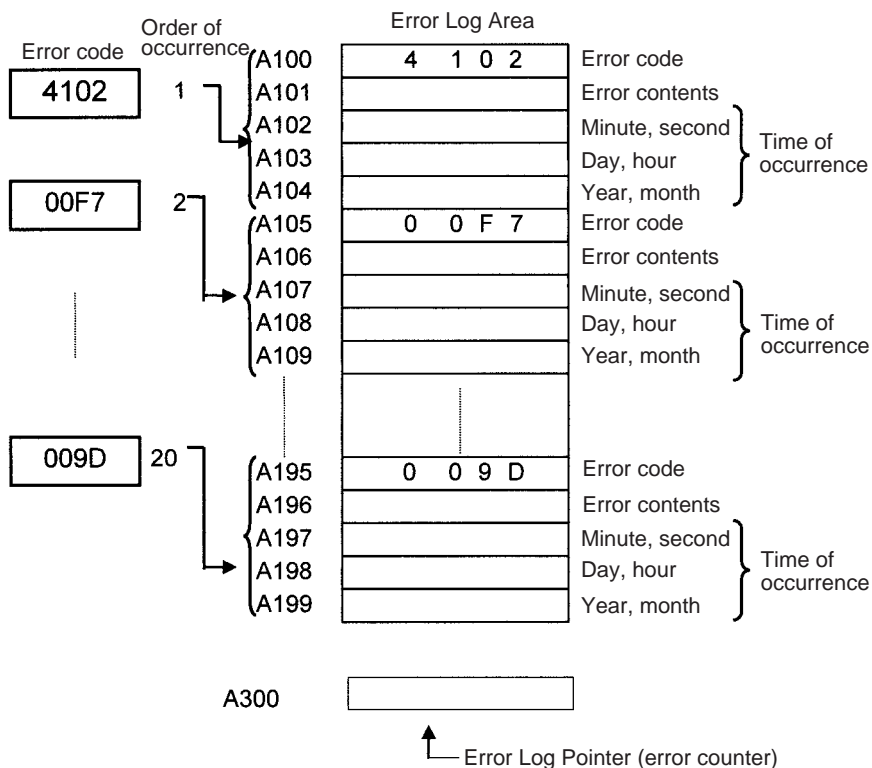 Error Log Area
Order of
occurrence
Error code
4102 1 A100 4 1 0 2 Error code
A101 Error contents
A102 Minute, second
A103 Day, hour
A104 Year, month
Time of
occurrence
00F7 2 A105 0 0 F 7 Error code
A106 Error contents
A107 Minute, second
A108 Day, hour
A109 Year, month
Time of
occurrence
009D 20 A195 0 0 9 D Error code
A196 Error contents
A197 Minute, second
A198 Day, hour
A199 Year, month
Time of
occurrence
A300
Error Log Pointer (error counter)